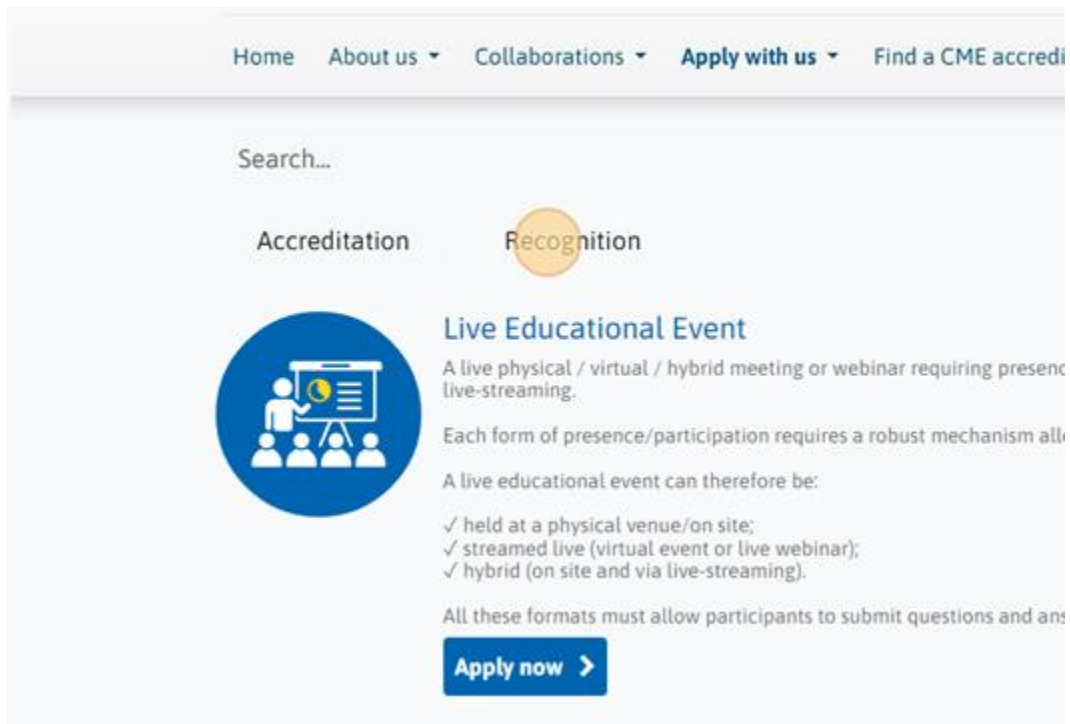 Home About us Collaborations Apply with us Find a CME accredi
Search...
Accreditation Recognition
Live Educational Event
A live physical / virtual / hybrid meeting or webinar requiring presenc
live-streaming.
Each form of presence/participation requires a robust mechanism all
A live educational event can therefore be:
✓ held at a physical venue/on site;
✓ streamed live (virtual event or live webinar);
✓ hybrid (on site and via live-streaming).
All these formats must allow participants to submit questions and ans
Apply now